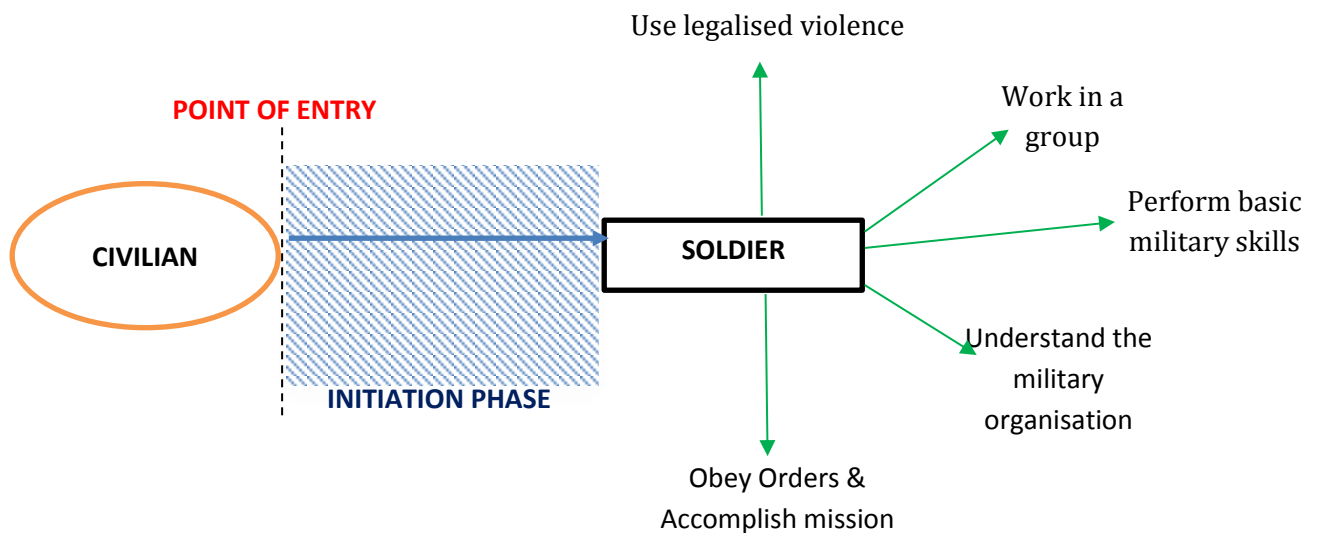 Use legalised violence
POINT OF ENTRY
Work in a
group
CIVILIAN
SOLDIER
Perform basic
military skills
Understand the
military
organisation
INITIATION PHASE
Obey Orders &
Accomplish mission